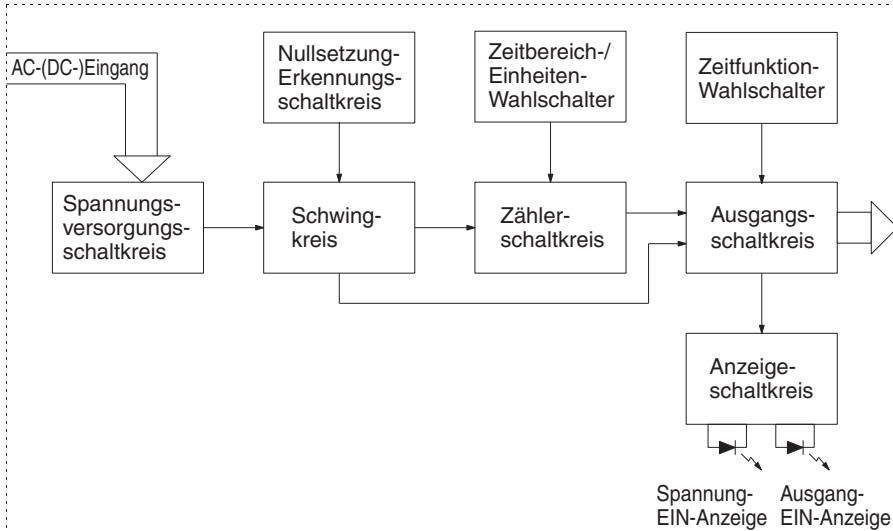 AC-(DC-)Eingang
Nullsetzung-
Erkennungs-
schaltkreis
Zeitbereich-/
Einheiten-
Wahlschalter
Zeitfunktion-
Wahlschalter
Spannungs-
versorgungs-
schaltkreis
Schwing-
kreis
Zähler-
schaltkreis
Ausgangs-
schaltkreis
Anzeige-
schaltkreis
Spannung-
EIN-Anzeige
Ausgang-
EIN-Anzeige